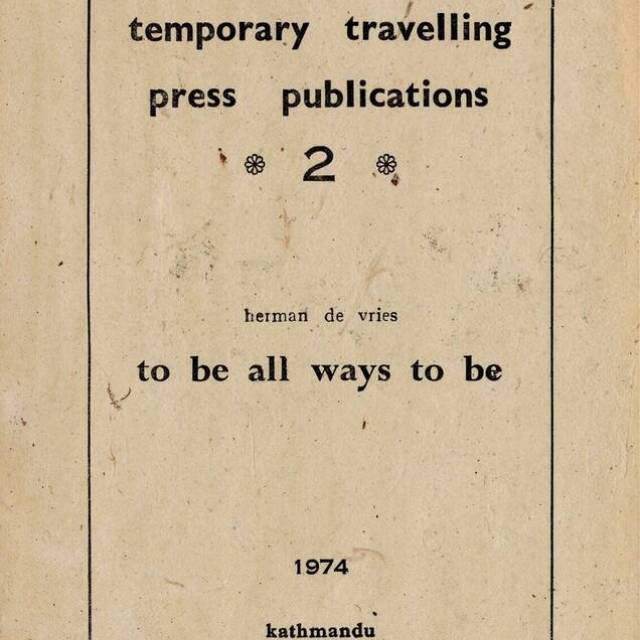 temporary travelling
press publications
2
herman de vries
to be all ways to be
1974
kathmandu